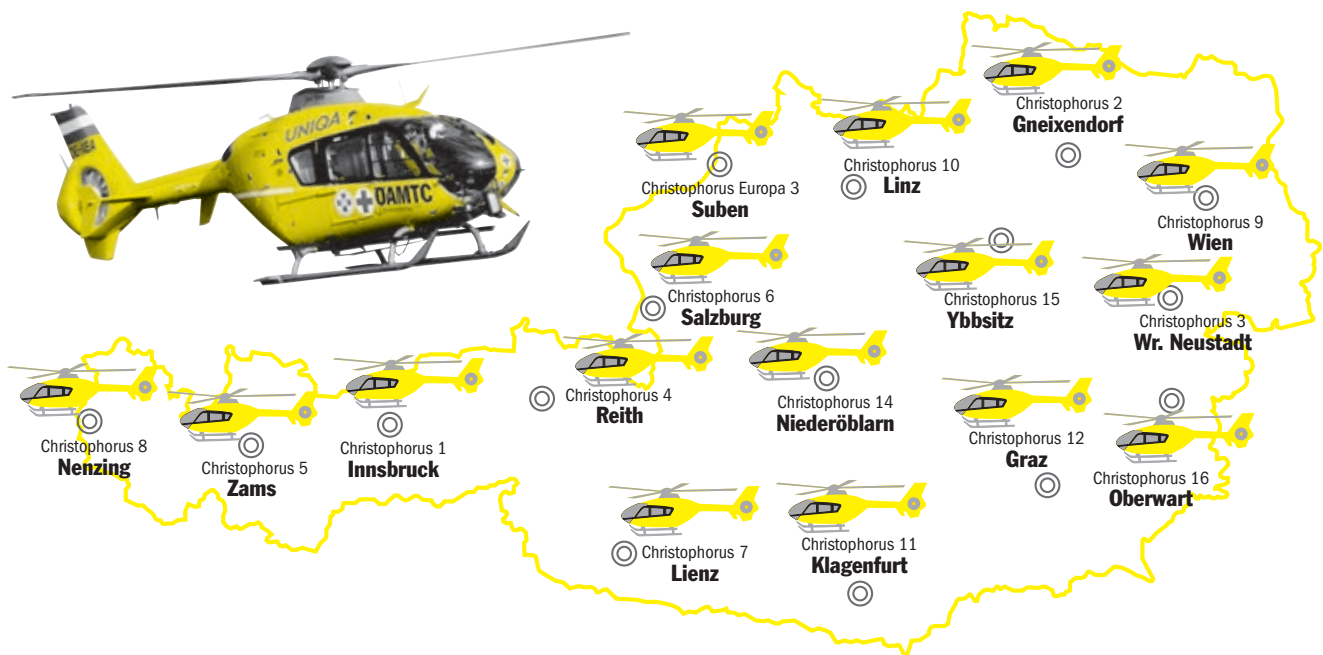 UNIQA
ÖAMTC
Christophorus 2
Gneixendorf
Christophorus Europa 3
Suben
Christophorus 10
Linz
Christophorus 9
Wien
Christophorus 6
Salzburg
Christophorus 15
Ybbsitz
Christophorus 3
Wr. Neustadt
Christophorus 8
Nenzing
Christophorus 5
Zams
Christophorus 1
Innsbruck
Christophorus 4
Reith
Christophorus 14
Niederöblarn
Christophorus 12
Graz
Christophorus 16
Oberwart
Christophorus 7
Lienz
Christophorus 11
Klagenfurt